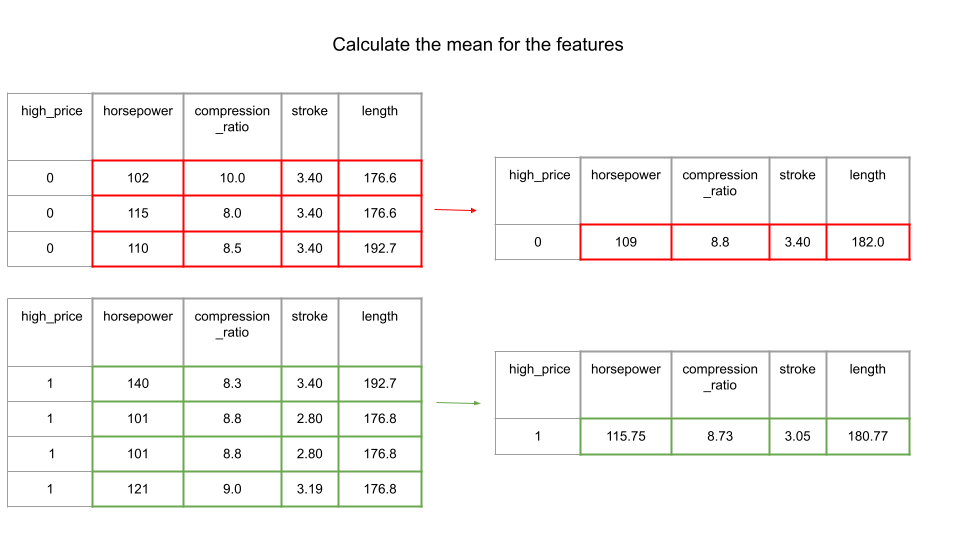 Calculate the mean for the features
high_price horsepower compression_ratio stroke length
0 102 10.0 3.40 176.6
0 115 8.0 3.40 176.6
0 110 8.5 3.40 192.7
high_price horsepower compression_ratio stroke length
0 109 8.8 3.40 182.0
high_price horsepower compression_ratio stroke length
1 140 8.3 3.40 192.7
1 101 8.8 2.80 176.8
1 101 8.8 2.80 176.8
1 121 9.0 3.19 176.8
high_price horsepower compression_ratio stroke length
1 115.75 8.73 3.05 180.77